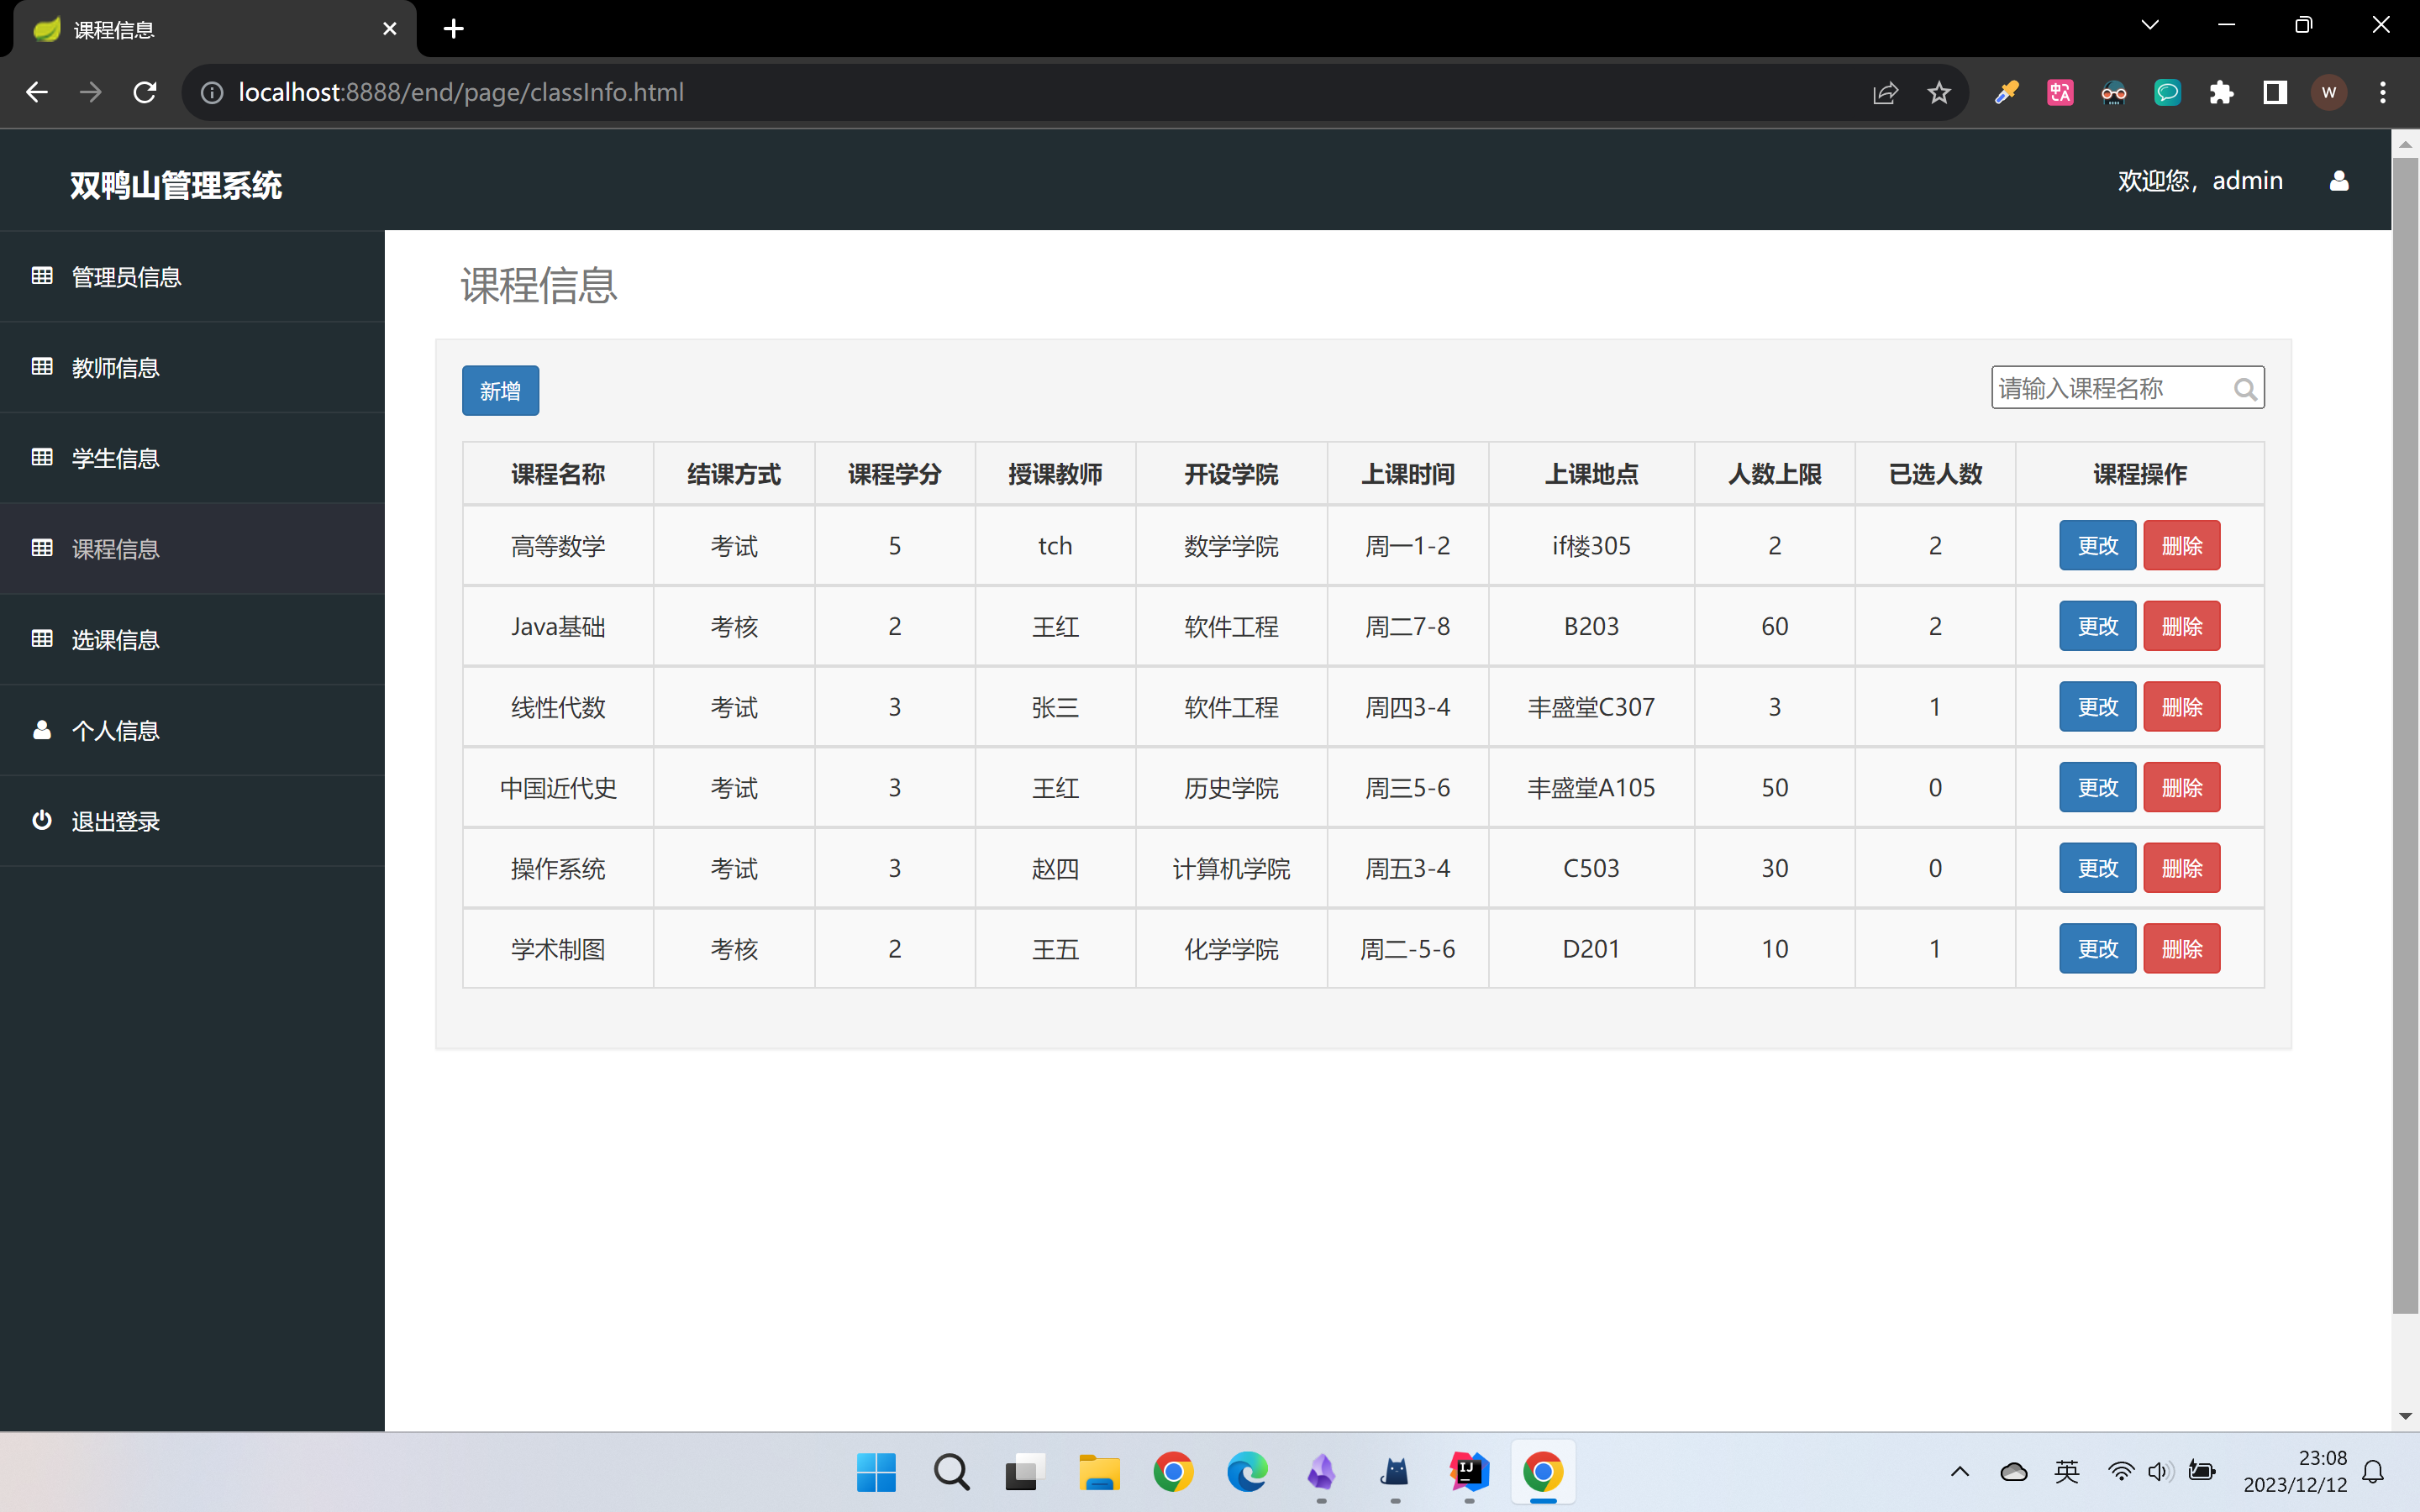 课程信息
localhost:8888/end/page/classInfo.html
W
双鸭山管理系统
欢迎您，admin
管理员信息
教师信息
学生信息
课程信息
选课信息
个人信息
退出登录
课程信息
新增
请输入课程名称
课程名称 结课方式 课程学分 授课教师 开设学院 上课时间 上课地点 人数上限 已选人数 课程操作
高等数学 考试 5 tch 数学学院 周一1-2 if楼305 2 2 更改 删除
Java基础 考核 2 王红 软件工程 周二7-8 B203 60 2 更改 删除
线性代数 考试 3 张三 软件工程 周四3-4 丰盛堂C307 3 1 更改 删除
中国近代史 考试 3 王红 历史学院 周三5-6 丰盛堂A105 50 0 更改 删除
操作系统 考试 3 赵四 计算机学院 周五3-4 C503 30 0 更改 删除
学术制图 考核 2 王五 化学学院 周二-5-6 D201 10 1 更改 删除
英
23:08
2023/12/12